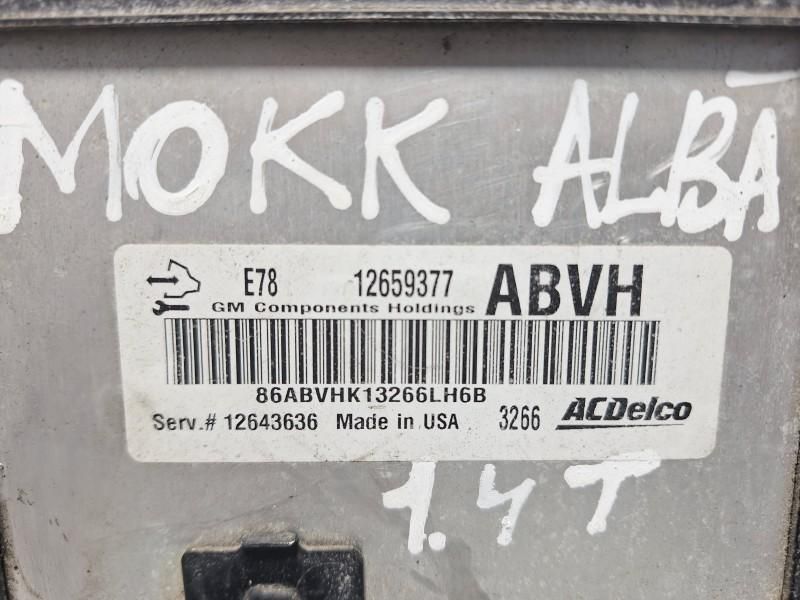 MOKK ALBA
E78 12659377 ABVH
GM Components Holdings
86ABVHK13266LH6B
Serv.# 12643636 Made in USA 3266 ACDelco
1.4T